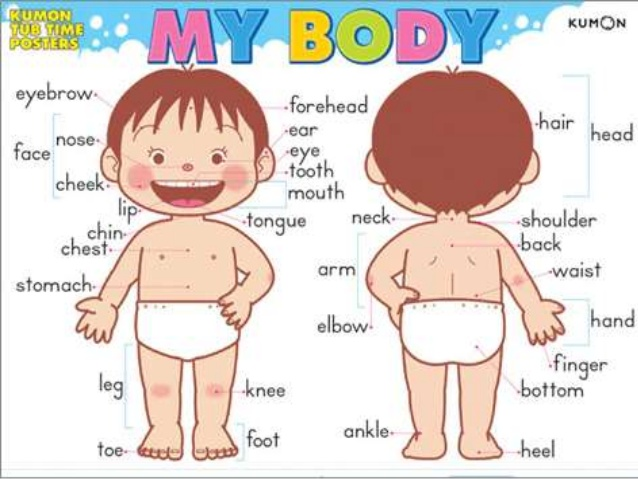 KUMON
TUB TIME
POSTERS
MY BODY
KUMON
eyebrow
forehead
ear
nose
eye
face
tooth
cheek
mouth
lip
tongue
chin
chest
stomach
leg
knee
toe
foot
hair
head
neck
shoulder
back
arm
waist
elbow
hand
finger
bottom
ankle
heel